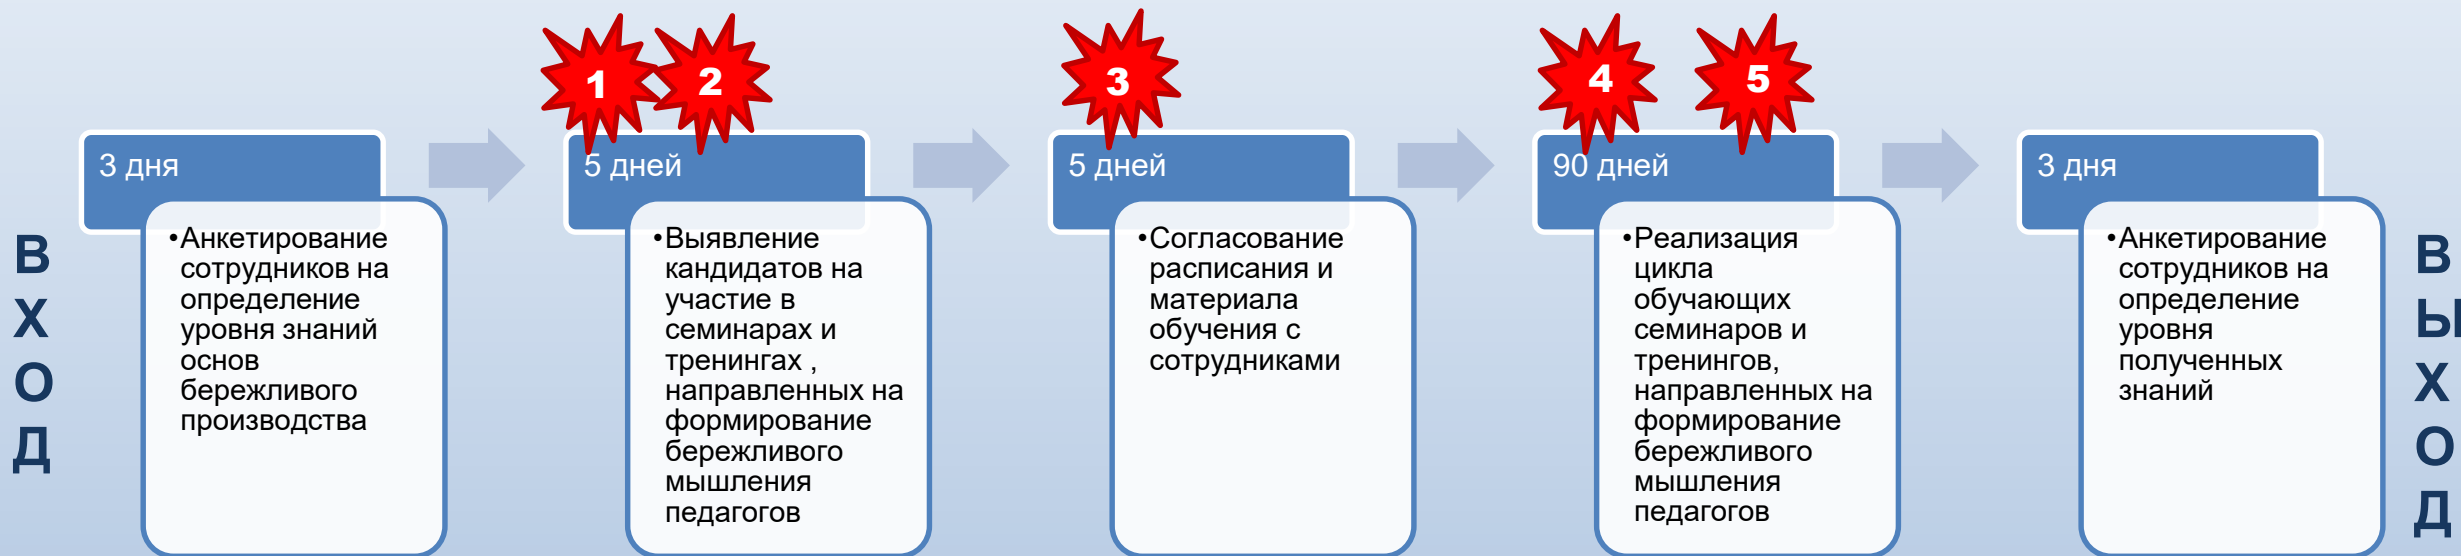 В
Х
О
Д
3 дня
•Анкетирование
сотрудников на
определение
уровня знаний
основ
бережливого
производства
1
2
5 дней
•Выявление
кандидатов на
участие в
семинарах и
тренингах ,
направленных на
формирование
бережливого
мышления
педагогов
3
5 дней
•Согласование
расписания и
материала
обучения с
сотрудниками
4
5
90 дней
•Реализация
цикла
обучающих
семинаров и
тренингов,
направленных на
формирование
бережливого
мышления
педагогов
3 дня
•Анкетирование
сотрудников на
определение
уровня
полученных
знаний
В
Ы
Х
О
Д